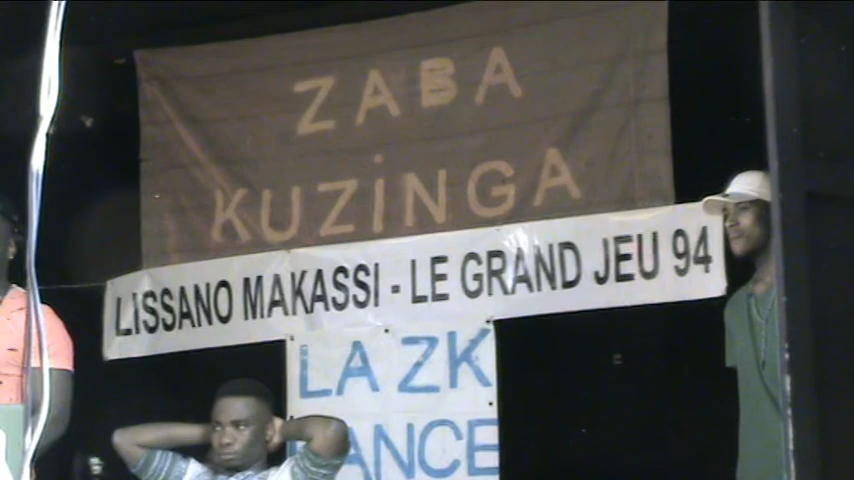 ZABA
KUZiNGA
LISSANO MAKASSI - LE GRAND JEU 94
LA ZK
ANCE